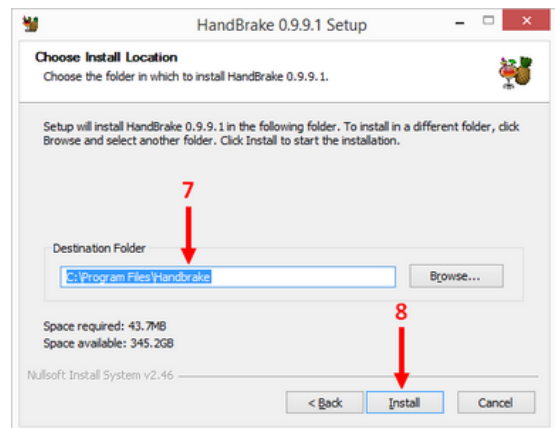 HandBrake 0.9.9.1 Setup
Choose Install Location
Choose the folder in which to install HandBrake 0.9.9.1.
Setup will install HandBrake 0.9.9.1 in the following folder. To install in a different folder, click
Browse and select another folder. Click Install to start the installation.
7
Destination Folder
C:\Program Files\Handbrake
Browse...
Space required: 43.7MB
Space available: 345.2GB
8
Nullsoft Install System v2.46
< Back Install Cancel